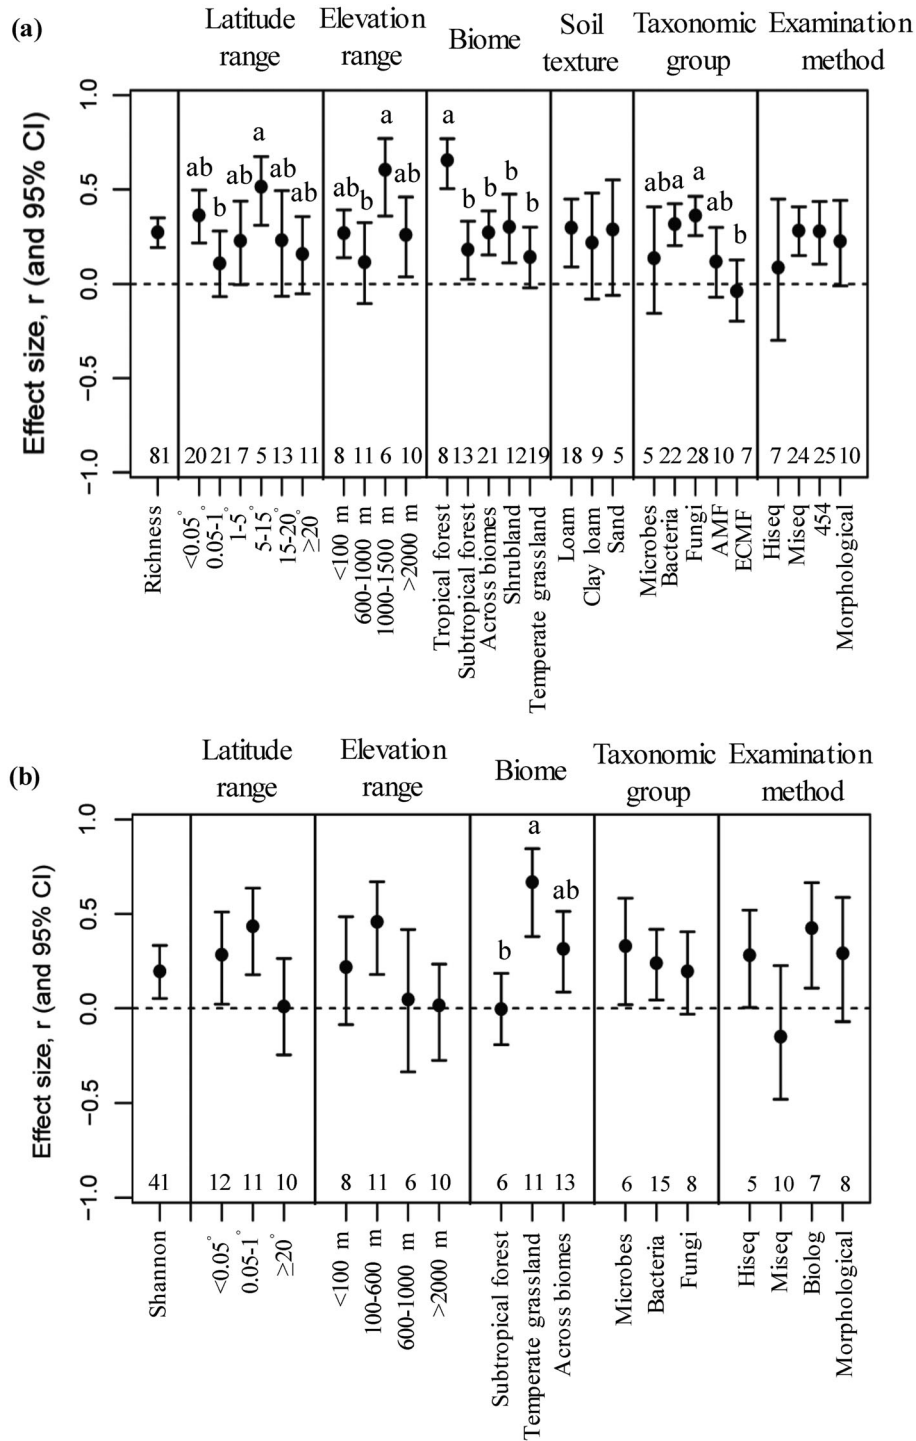 (a)
Latitude range
Elevation range
Biome
Soil texture
Taxonomic group
Examination method
Effect size, r (and 95% CI)
1.0
0.5
0.0
−0.5
−1.0
ab
b
ab
a
ab
ab
ab
b
a
ab
a
b
b
b
b
ab
a
a
ab
b
81
20 21 7 5 13 11
8 11 6 10
8 13 21 12 19
18 9 5
5 22 28 10 7
7 24 25 10
Richness
<0.05°
0.05-1°
1-5°
5-15°
15-20°
≥20°
<100 m
600-1000 m
1000-1500 m
>2000 m
Tropical forest
Subtropical forest
Across biomes
Shrubland
Temperate grassland
Loam
Clay loam
Sand
Microbes
Bacteria
Fungi
AMF
ECMF
Hiseq
Miseq
454
Morphological
(b)
Latitude range
Elevation range
Biome
Taxonomic group
Examination method
Effect size, r (and 95% CI)
1.0
0.5
0.0
−0.5
−1.0
b
a
ab
41
12 11 10
8 11 6 10
6 11 13
6 15 8
5 10 7 8
Shannon
<0.05°
0.05-1°
≥20°
<100 m
100-600 m
600-1000 m
>2000 m
Subtropical forest
Temperate grassland
Across biomes
Microbes
Bacteria
Fungi
Hiseq
Miseq
Biolog
Morphological